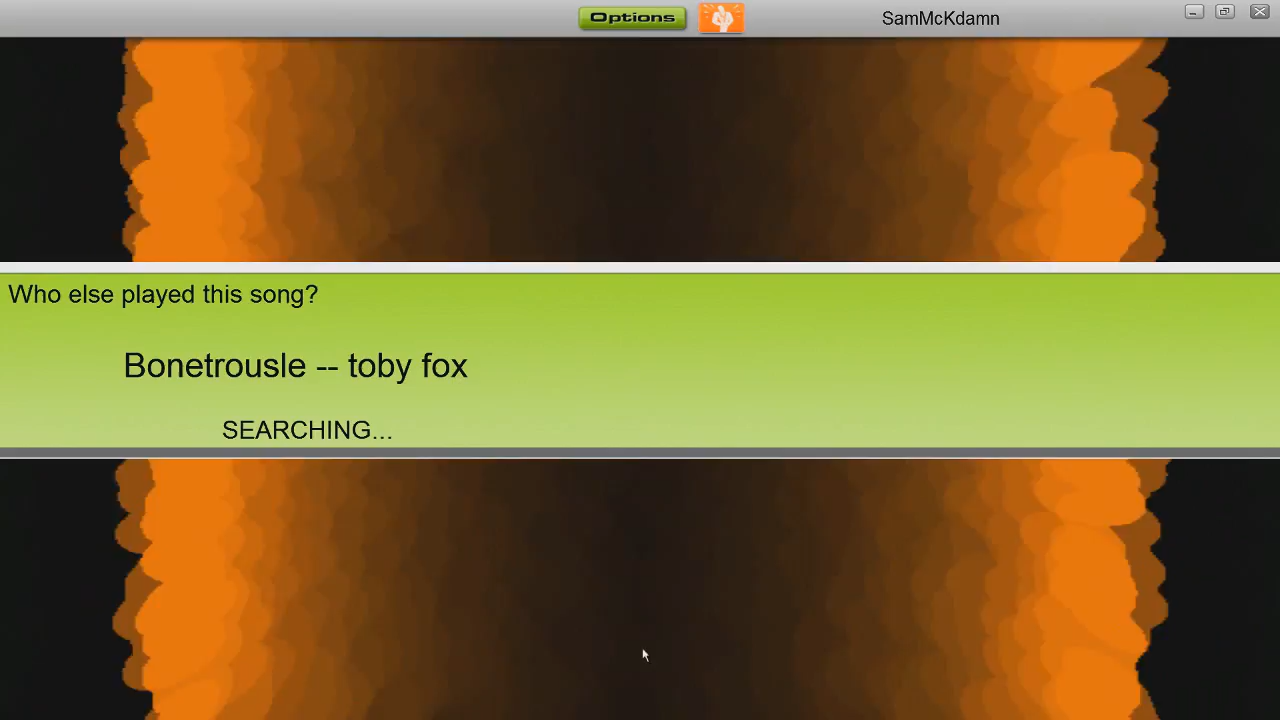 Options
SamMcKdamn
Who else played this song?
Bonetrousle -- toby fox
SEARCHING...